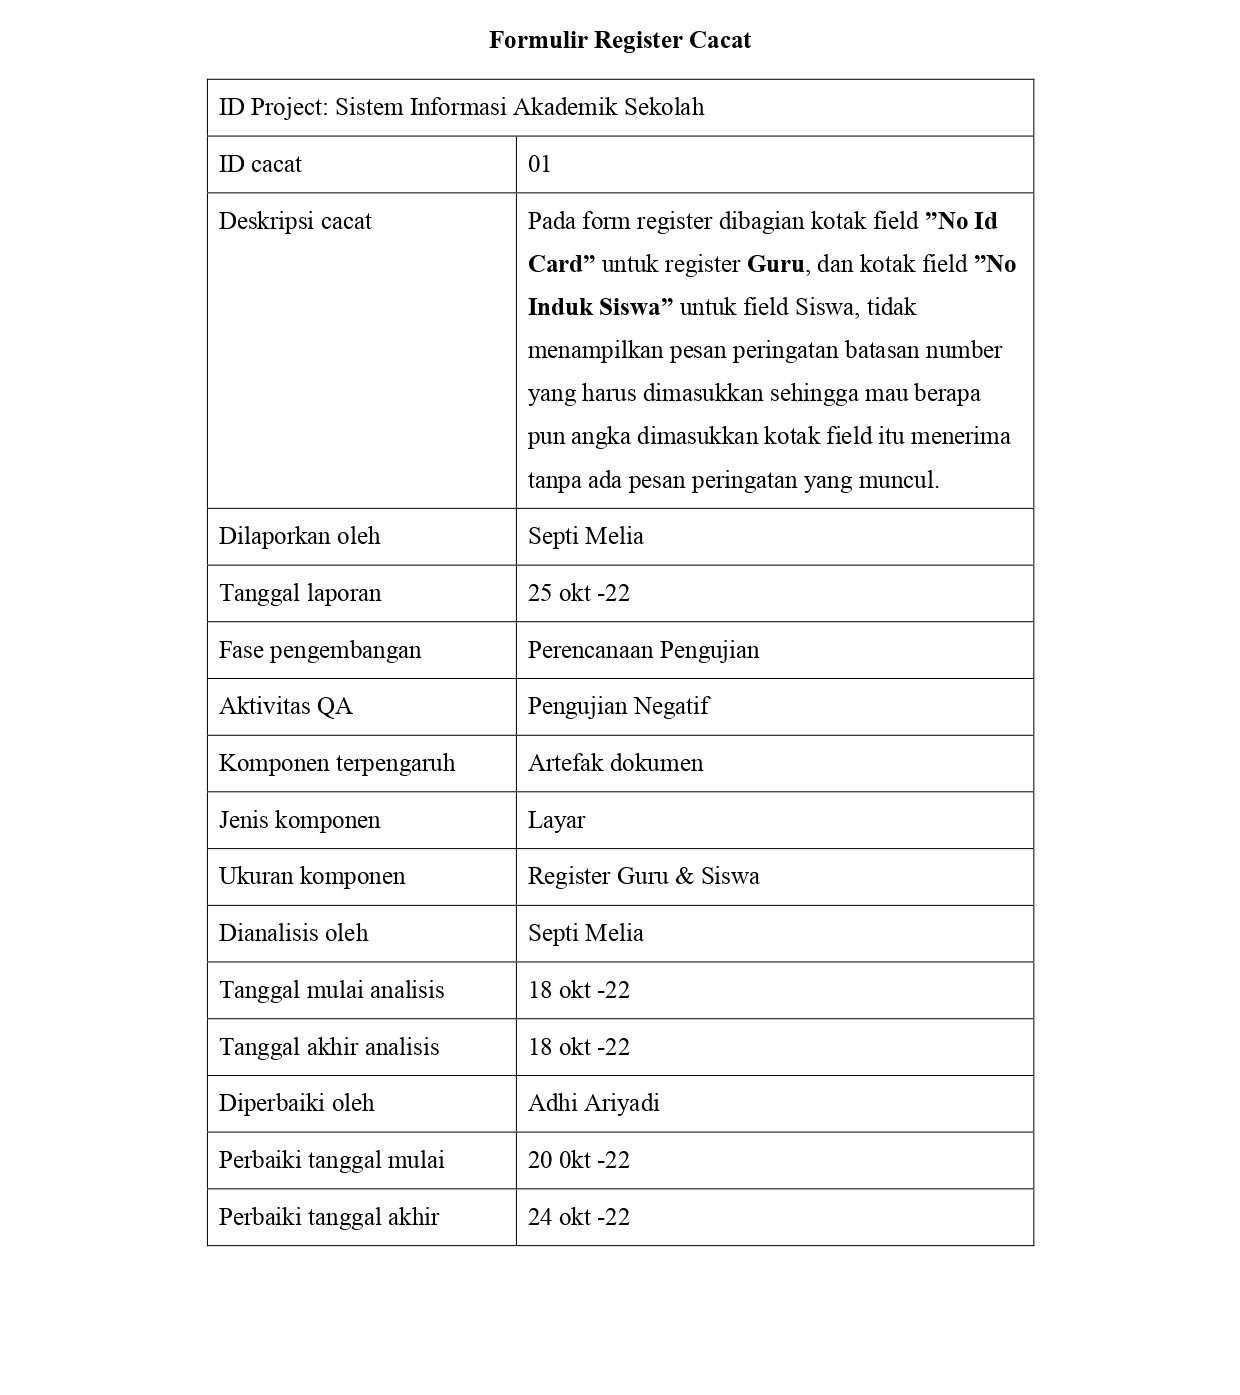 Formulir Register Cacat
ID Project: Sistem Informasi Akademik Sekolah
ID cacat 01
Deskripsi cacat Pada form register dibagian kotak field ”No Id
Card” untuk register Guru, dan kotak field ”No
Induk Siswa” untuk field Siswa, tidak
menampilkan pesan peringatan batasan number
yang harus dimasukkan sehingga mau berapa
pun angka dimasukkan kotak field itu menerima
tanpa ada pesan peringatan yang muncul.
Dilaporkan oleh Septi Melia
Tanggal laporan 25 okt -22
Fase pengembangan Perencanaan Pengujian
Aktivitas QA Pengujian Negatif
Komponen terpengaruh Artefak dokumen
Jenis komponen Layar
Ukuran komponen Register Guru & Siswa
Dianalisis oleh Septi Melia
Tanggal mulai analisis 18 okt -22
Tanggal akhir analisis 18 okt -22
Diperbaiki oleh Adhi Ariyadi
Perbaiki tanggal mulai 20 0kt -22
Perbaiki tanggal akhir 24 okt -22